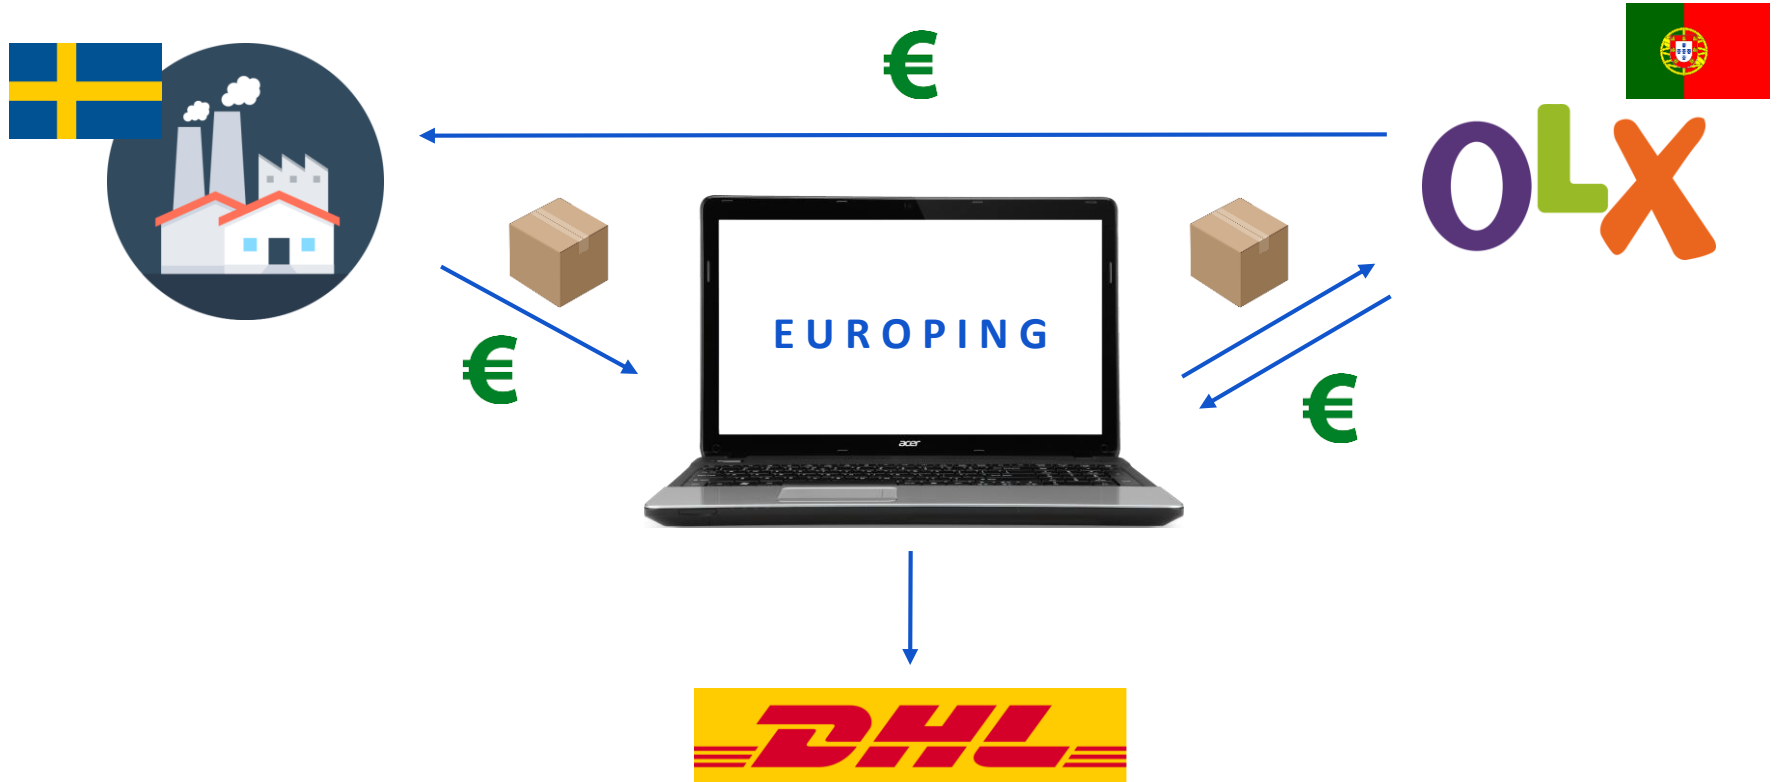 €
OLX
EUROPING
€
€
acer
DHL